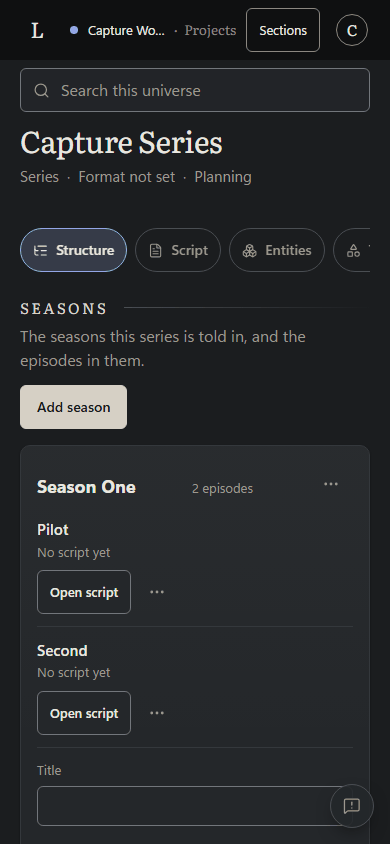 L
Capture Wo... · Projects
Sections
C
Search this universe
Capture Series
Series · Format not set · Planning
Structure
Script
Entities
SEASONS
The seasons this series is told in, and the
episodes in them.
Add season
Season One
2 episodes
Pilot
No script yet
Open script
Second
No script yet
Open script
Title